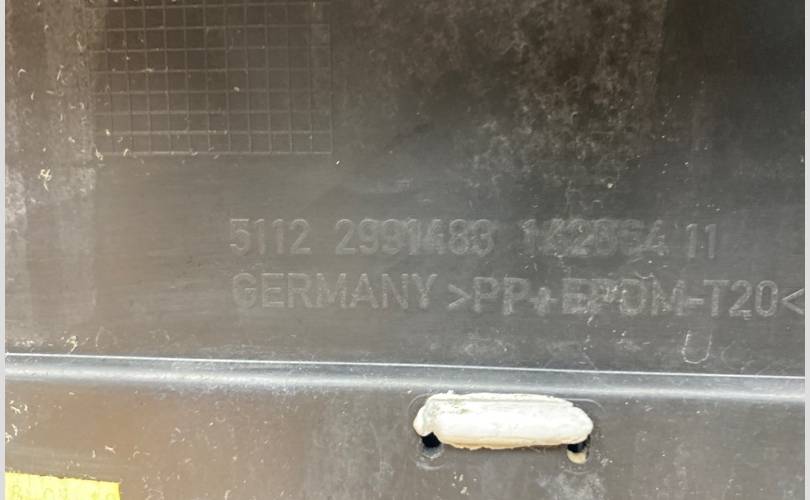 5112 2991483 142864 11
GERMANY >PP+EPDM-T20<
U